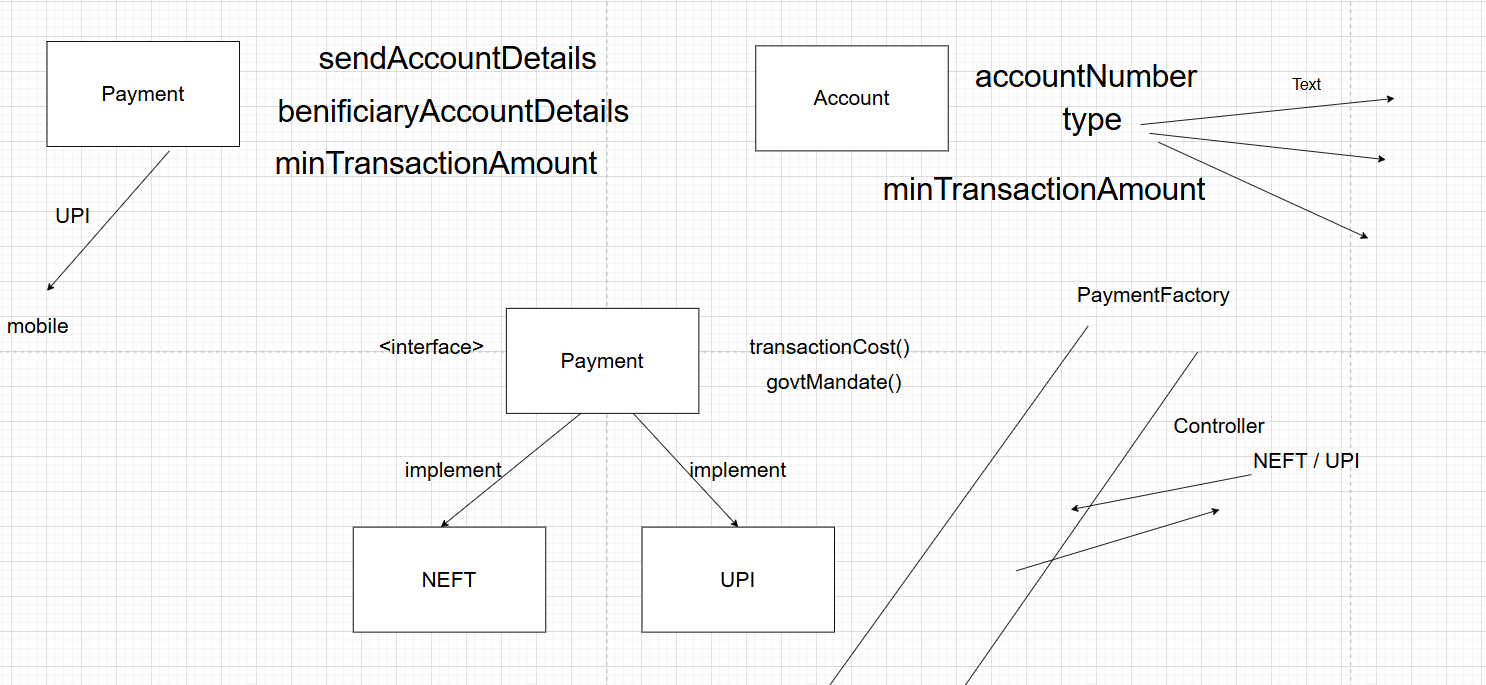 Payment
sendAccountDetails
benificiaryAccountDetails
minTransactionAmount
UPI
mobile
Account
accountNumber
type
Text
minTransactionAmount
<interface>
Payment
transactionCost()
govtMandate()
implement
implement
NEFT
UPI
PaymentFactory
Controller
NEFT / UPI